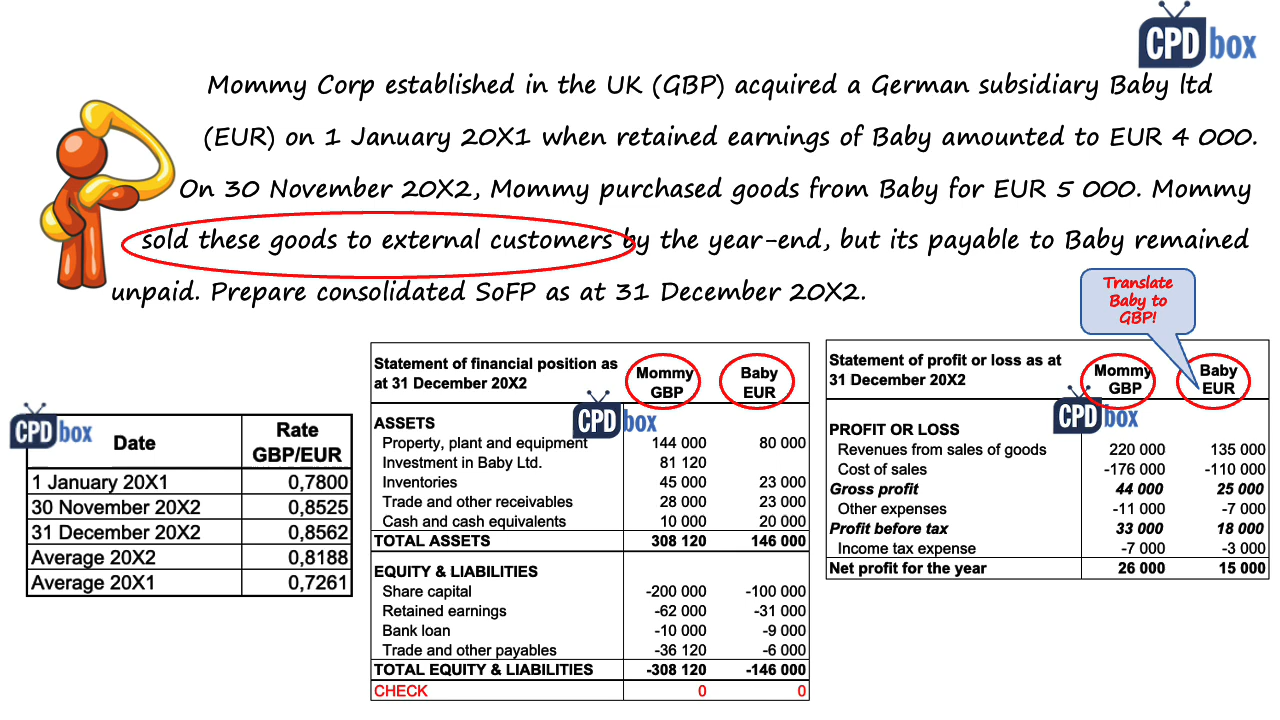 CPD box
Mommy Corp established in the UK (GBP) acquired a German subsidiary Baby ltd
(EUR) on 1 January 20X1 when retained earnings of Baby amounted to EUR 4 000.
On 30 November 20X2, Mommy purchased goods from Baby for EUR 5 000. Mommy
sold these goods to external customers by the year-end, but its payable to Baby remained
unpaid. Prepare consolidated SoFP as at 31 December 20X2.
Translate
Baby to
GBP!
CPD box
Date Rate GBP/EUR
1 January 20X1 0,7800
30 November 20X2 0,8525
31 December 20X2 0,8562
Average 20X2 0,8188
Average 20X1 0,7261
Statement of financial position as at 31 December 20X2 Mommy GBP Baby EUR
CPD box
ASSETS
Property, plant and equipment 144 000 80 000
Investment in Baby Ltd. 81 120
Inventories 45 000 23 000
Trade and other receivables 28 000 23 000
Cash and cash equivalents 10 000 20 000
TOTAL ASSETS 308 120 146 000
EQUITY & LIABILITIES
Share capital -200 000 -100 000
Retained earnings -62 000 -31 000
Bank loan -10 000 -9 000
Trade and other payables -36 120 -6 000
TOTAL EQUITY & LIABILITIES -308 120 -146 000
CHECK 0 0
Statement of profit or loss as at 31 December 20X2 Mommy GBP Baby EUR
CPD box
PROFIT OR LOSS
Revenues from sales of goods 220 000 135 000
Cost of sales -176 000 -110 000
Gross profit 44 000 25 000
Other expenses -11 000 -7 000
Profit before tax 33 000 18 000
Income tax expense -7 000 -3 000
Net profit for the year 26 000 15 000